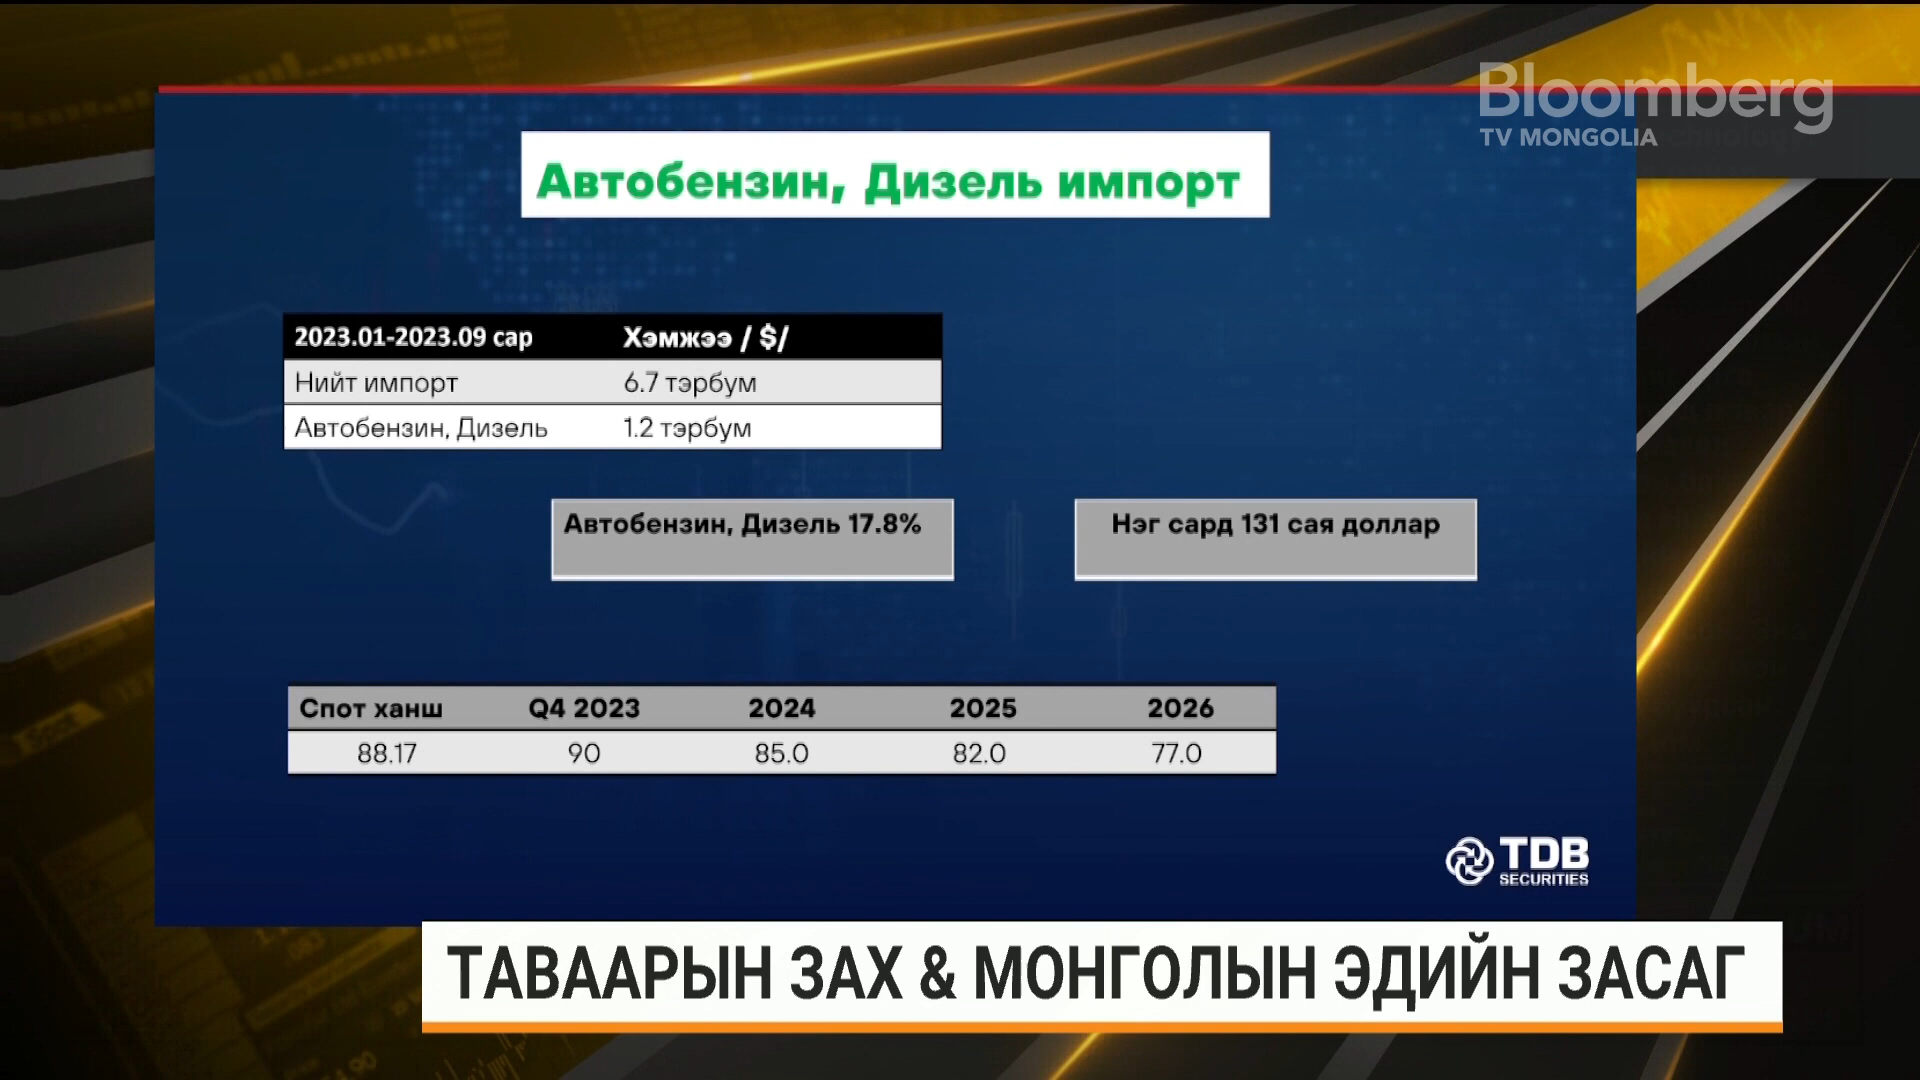 Bloomberg
TV MONGOLIA
Автобензин, Дизель импорт
2023.01-2023.09 сар Хэмжээ / $/
Нийт импорт 6.7 тэрбум
Автобензин, Дизель 1.2 тэрбум
Автобензин, Дизель 17.8%
Нэг сард 131 сая доллар
Спот ханш Q4 2023 2024 2025 2026
88.17 90 85.0 82.0 77.0
TDB
SECURITIES
ТАВААРЫН ЗАХ & МОНГОЛЫН ЭДИЙН ЗАСАГ